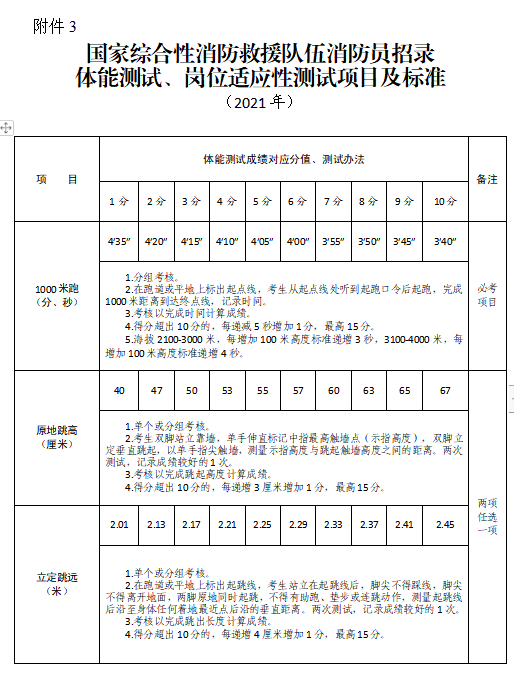 附件 3
国家综合性消防救援队伍消防员招录
体能测试、岗位适应性测试项目及标准
（2021 年）
项 目
体能测试成绩对应分值、测试办法
备注
1 分 2 分 3 分 4 分 5 分 6 分 7 分 8 分 9 分 10 分
1000 米跑
（分、秒）
4′35″ 4′20″ 4′15″ 4′10″ 4′05″ 4′00″ 3′55″ 3′50″ 3′45″ 3′40″
1.分组考核。
2.在跑道或平地上标出起点线，考生从起点线处听到起跑口令后起跑，完成
1000 米距离到达终点线，记录时间。
3.考核以完成时间计算成绩。
4.得分超出 10 分的，每递减 5 秒增加 1 分，最高 15 分。
5.海拔 2100-3000 米，每增加 100 米高度标准递增 3 秒，3100-4000 米，每
增加 100 米高度标准递增 4 秒。
必考
项目
原地跳高
（厘米）
40 47 50 53 55 57 60 63 65 67
1.单个或分组考核。
2.考生双脚站立靠墙，单手伸直标记中指最高触墙点（示指高度），双脚立
定垂直跳起，以单手指尖触墙，测量示指高度与跳起触墙高度之间的距离。两次
测试，记录成绩较好的 1 次。
3.考核以完成跳起高度计算成绩。
4.得分超出 10 分的，每递增 3 厘米增加 1 分，最高 15 分。
两项
任选
一项
立定跳远
（米）
2.01 2.13 2.17 2.21 2.25 2.29 2.33 2.37 2.41 2.45
1.单个或分组考核。
2.在跑道或平地上标出起跳线，考生站立在起跳线后，脚尖不得踩线，脚尖
不得离开地面，两脚原地同时起跳，不得有助跑、垫步或连跳动作，测量起跳线
后沿至身体任何着地最近点后沿的垂直距离。两次测试，记录成绩较好的 1 次。
3.考核以完成跳出长度计算成绩。
4.得分超出 10 分的，每递增 4 厘米增加 1 分，最高 15 分。